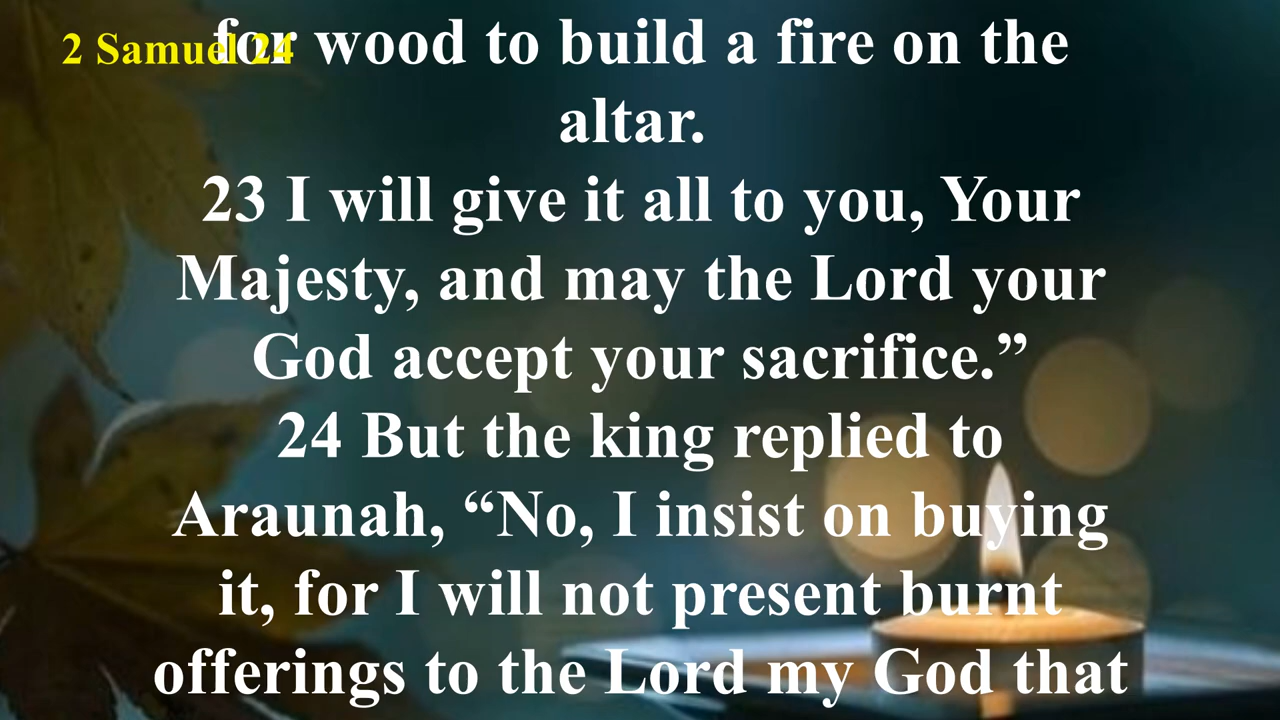 2 Samuel 24
for wood to build a fire on the
altar.
23 I will give it all to you, Your
Majesty, and may the Lord your
God accept your sacrifice.”
24 But the king replied to
Araunah, “No, I insist on buying
it, for I will not present burnt
offerings to the Lord my God that